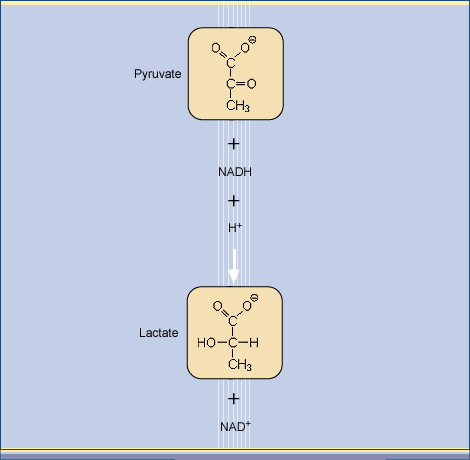 O O⊖
C
Pyruvate
C=O
CH₃
+
NADH
+
H⁺
O O⊖
C
Lactate
HO–C–H
CH₃
+
NAD⁺